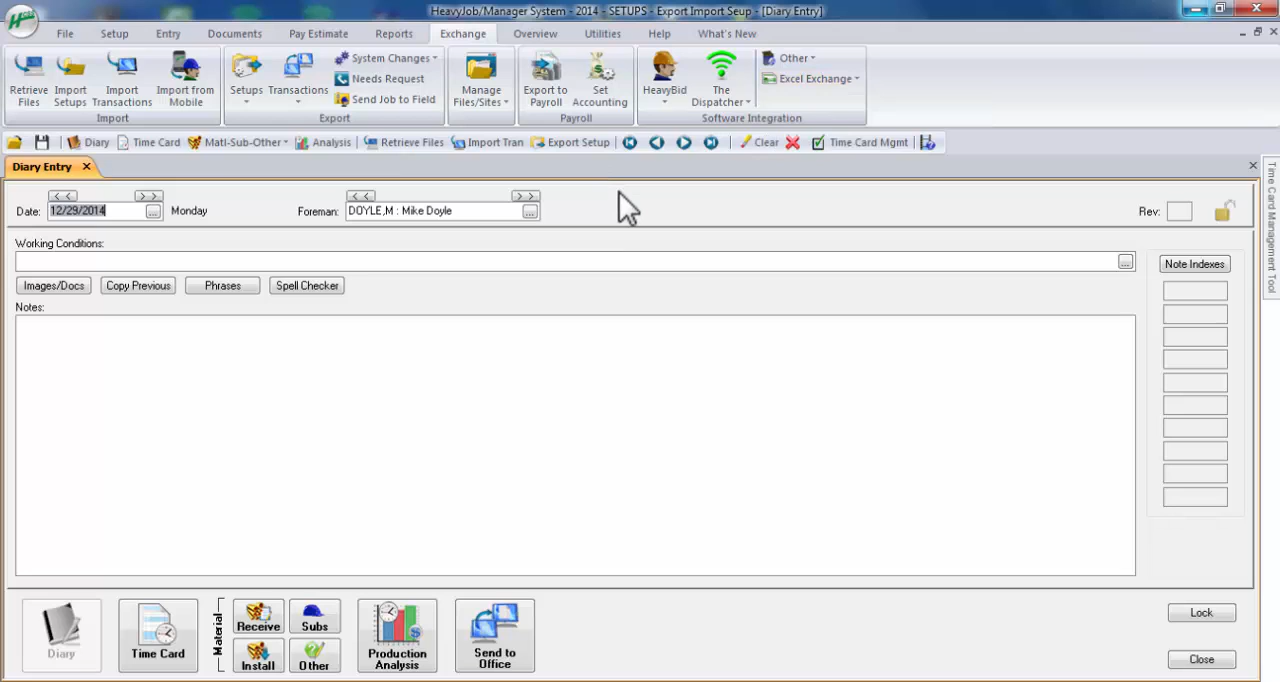 HeavyJob/Manager System - 2014 - SETUPS - Export Import Seup - [Diary Entry]
File Setup Entry Documents Pay Estimate Reports Exchange Overview Utilities Help What's New
Retrieve Files
Import Setups
Import Transactions
Import from Mobile
Import
Setups
Transactions
System Changes
Needs Request
Send Job to Field
Export
Manage Files/Sites
Export to Payroll
Set Accounting
Payroll
HeavyBid
The Dispatcher
Other
Excel Exchange
Software Integration
Diary Time Card Matl-Sub-Other Analysis Retrieve Files Import Tran Export Setup Clear Time Card Mgmt
Diary Entry
Time Card Management Tool
< < > > < < > >
Date: 12/29/2014 ... Monday Foreman: DOYLE,M : Mike Doyle ... Rev:
Working Conditions:
...
Note Indexes
Images/Docs Copy Previous Phrases Spell Checker
Notes:
Diary
Time Card
Material
Receive
Subs
Install
Other
Production Analysis
Send to Office
Lock
Close